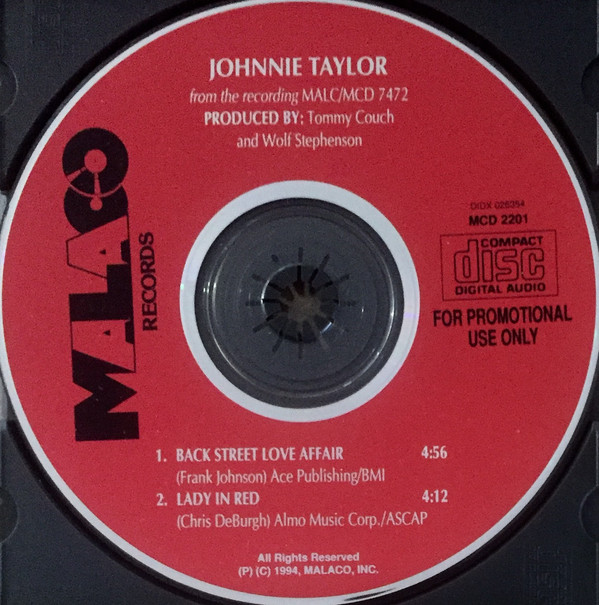 JOHNNIE TAYLOR
from the recording MALC/MCD 7472
PRODUCED BY: Tommy Couch
and Wolf Stephenson
MALACO
RECORDS
DIDX 026354
MCD 2201
COMPACT
disc
DIGITAL AUDIO
FOR PROMOTIONAL
USE ONLY
1. BACK STREET LOVE AFFAIR 4:56
(Frank Johnson) Ace Publishing/BMI
2. LADY IN RED 4:12
(Chris DeBurgh) Almo Music Corp./ASCAP
All Rights Reserved
(P) (C) 1994, MALACO, INC.